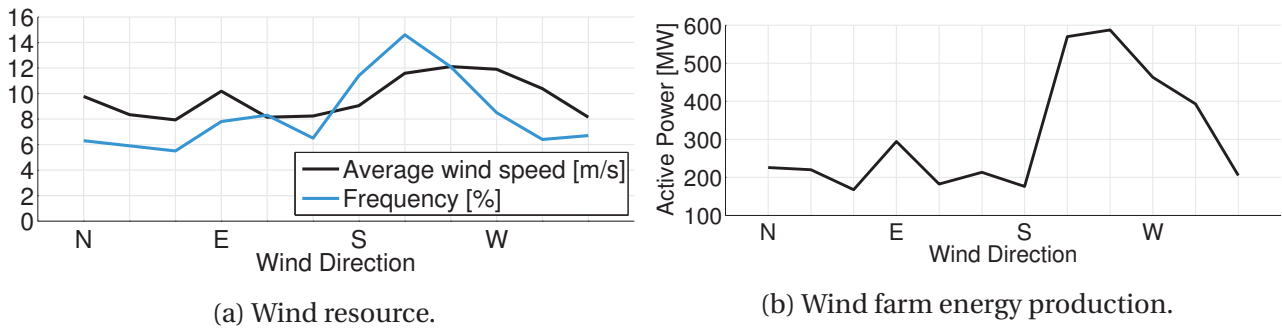 16
14
12
10
8
6
4
2
0
Average wind speed [m/s]
Frequency [%]
N E S W
Wind Direction
(a) Wind resource.
Active Power [MW]
600
500
400
300
200
100
N E S W
Wind Direction
(b) Wind farm energy production.